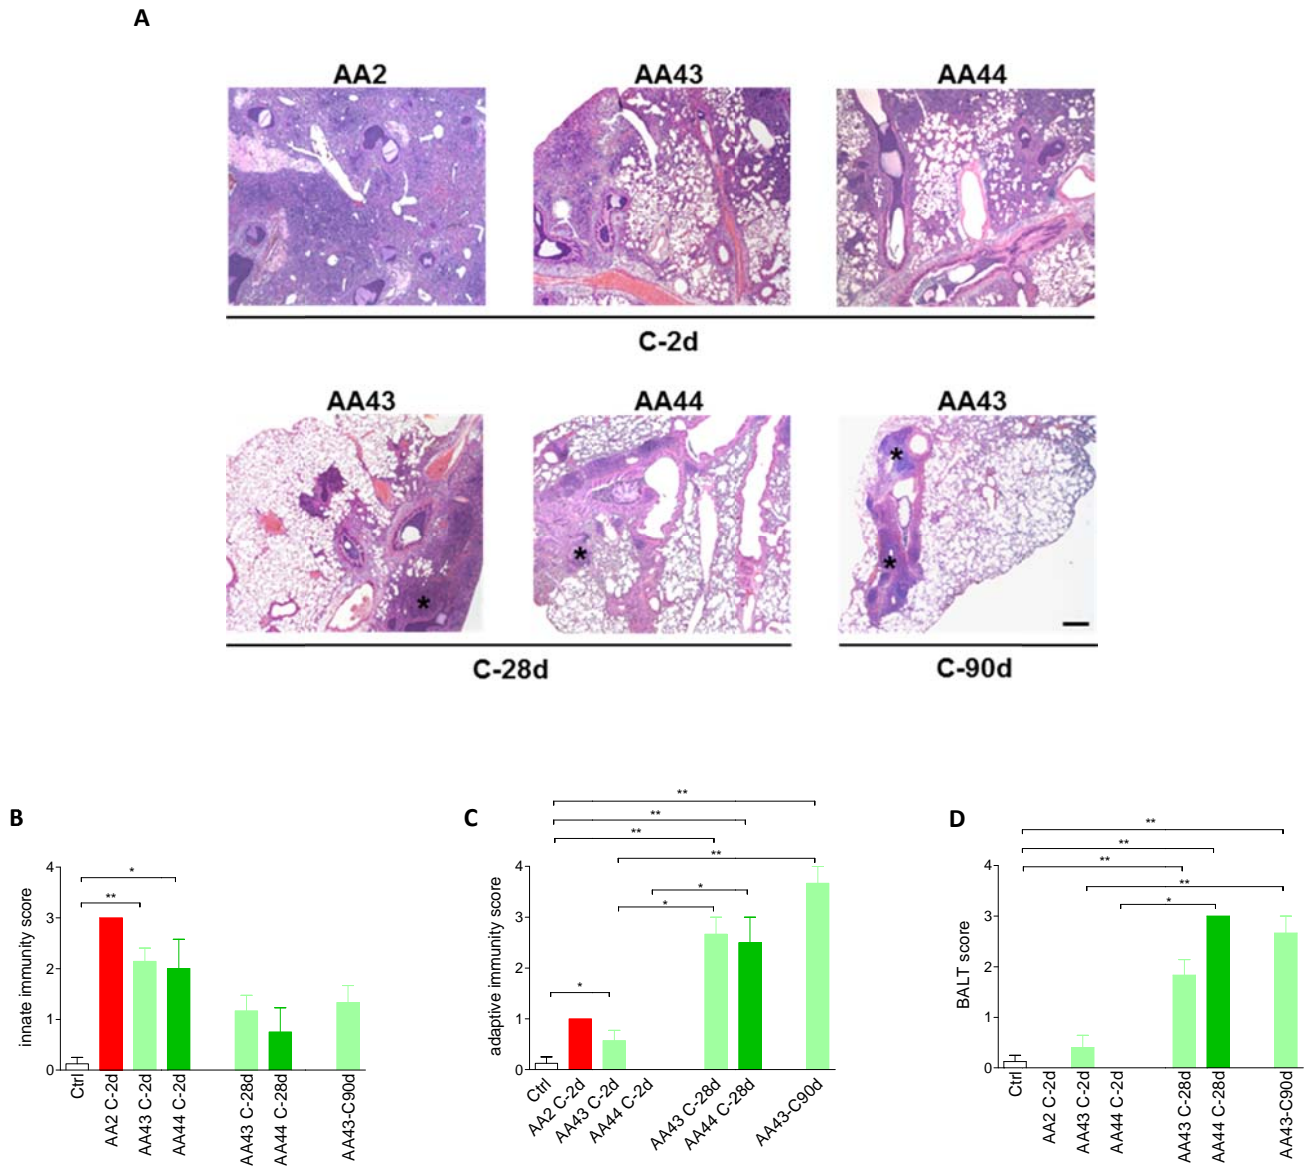 A
AA2
AA43
AA44
C-2d
AA43
AA44
AA43
*
*
*
*
C-28d
C-90d
B
innate immunity score
4
3
2
1
0
*
**
Ctrl
AA2 C-2d
AA43 C-2d
AA44 C-2d
AA43 C-28d
AA44 C-28d
AA43-C90d
C
adaptive immunity score
4
3
2
1
0
**
**
**
**
*
*
*
Ctrl
AA2 C-2d
AA43 C-2d
AA44 C-2d
AA43 C-28d
AA44 C-28d
AA43-C90d
D
BALT score
4
3
2
1
0
**
**
**
**
*
Ctrl
AA2 C-2d
AA43 C-2d
AA44 C-2d
AA43 C-28d
AA44 C-28d
AA43-C90d